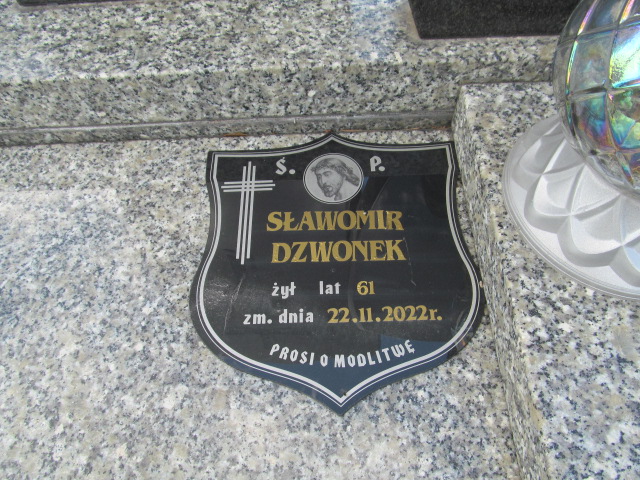 Ś. P.
SŁAWOMIR
DZWONEK
żył lat 61
zm. dnia 22.11.2022r.
PROSI O MODLITWĘ